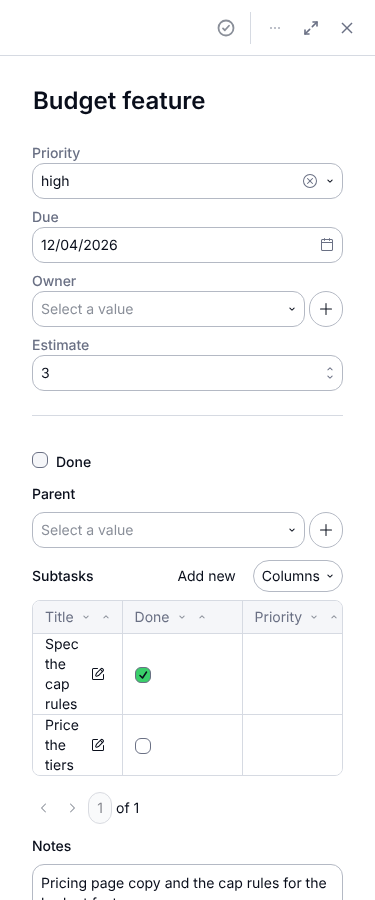 Budget feature
Priority
high
Due
12/04/2026
Owner
Select a value
Estimate
3
Done
Parent
Select a value
Subtasks Add new Columns
Title Done Priority
Spec
the
cap
rules
Price
the
tiers
1 of 1
Notes
Pricing page copy and the cap rules for the